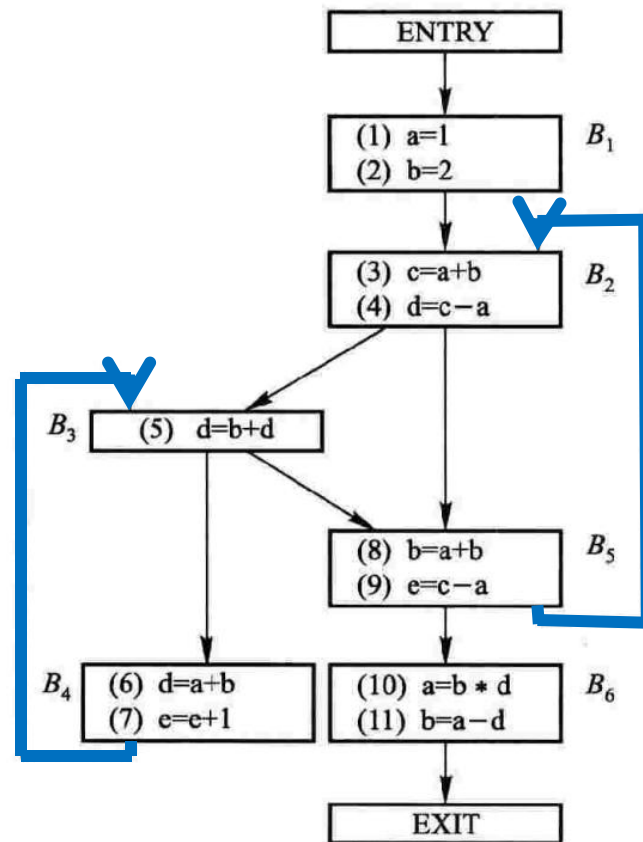 ENTRY
(1) a=1
(2) b=2
B₁
(3) c=a+b
(4) d=c−a
B₂
B₃
(5) d=b+d
(8) b=a+b
(9) e=c−a
B₅
B₄
(6) d=a+b
(7) e=e+1
(10) a=b * d
(11) b=a−d
B₆
EXIT